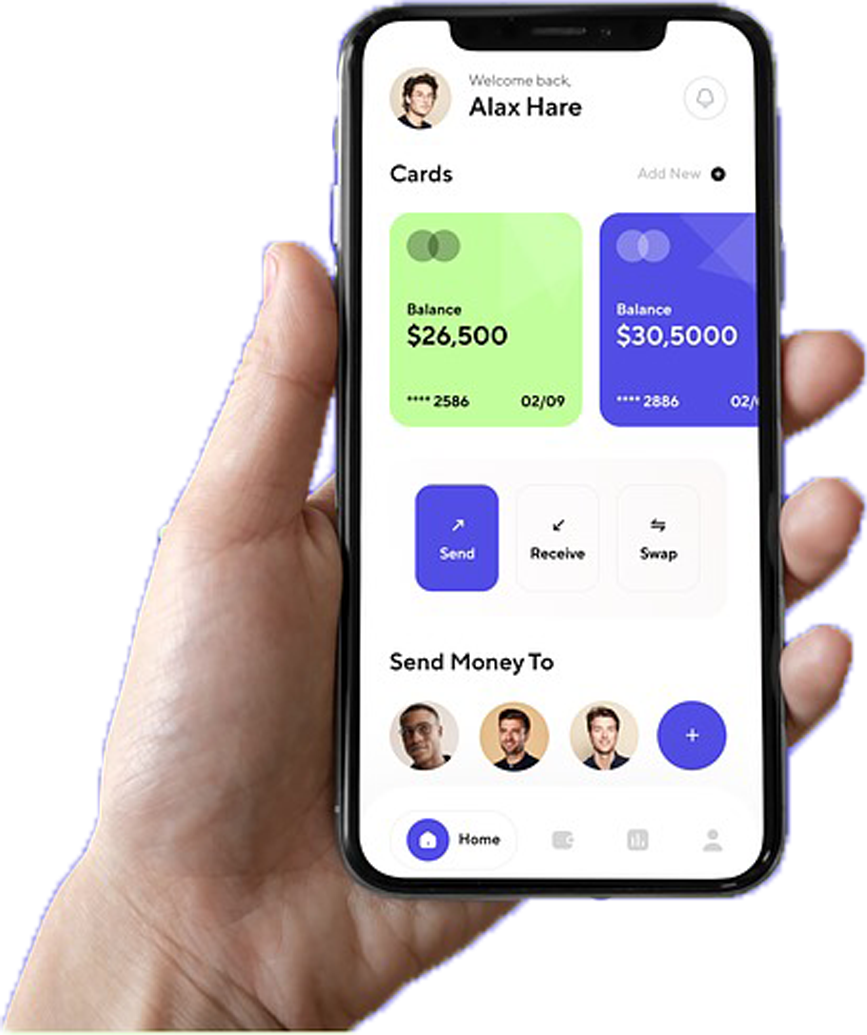 Welcome back,
Alax Hare
Cards
Add New
Balance
$26,500
**** 2586 02/09
Balance
$30,5000
**** 2886 02/
Send
Receive
Swap
Send Money To
Home